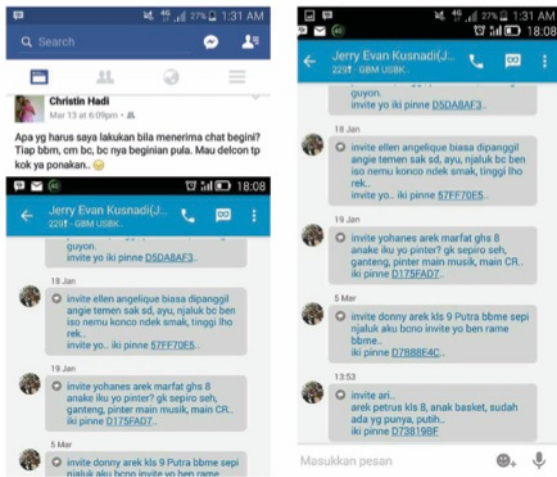 4G 27% 1:31 AM
Search
Christin Hadi
Mar 13 at 6:09pm
Apa yg harus saya lakukan bila menerima chat begini?
Tiap bbm, cm bc, bc nya beginian pula. Mau delcon tp
kok ya ponakan..
18:08
Jerry Evan Kusnadi(J...
GBM USBK..
guyon.
invite yo iki pinne D5DA8AF3..
18 Jan
invite ellen angelique biasa dipanggil
angie temen sak sd, ayu, njaluk bc ben
iso nemu konco ndek smak, tinggi lho
rek..
invite yo.. iki pinne 57FF70E5..
19 Jan
invite yohanes arek marfat ghs 8
anake iku yo pinter? gk sepiro seh,
ganteng, pinter main musik, main CR..
iki pinne D175FAD7..
5 Mar
invite donny arek kls 9 Putra bbme sepi
njaluk aku bcno invite yo ben rame
4G 27% 1:31 AM
18:08
Jerry Evan Kusnadi(J...
GBM USBK..
guyon.
invite yo iki pinne D5DA8AF3..
18 Jan
invite ellen angelique biasa dipanggil
angie temen sak sd, ayu, njaluk bc ben
iso nemu konco ndek smak, tinggi lho
rek..
invite yo.. iki pinne 57FF70E5..
19 Jan
invite yohanes arek marfat ghs 8
anake iku yo pinter? gk sepiro seh,
ganteng, pinter main musik, main CR..
iki pinne D175FAD7..
5 Mar
invite donny arek kls 9 Putra bbme sepi
njaluk aku bcno invite yo ben rame
bbme..
iki pinne D7B88F4C..
13:53
invite ari..
arek petrus kls 8, anak basket, sudah
ada yg punya, putih..
iki pinne D73819BF
Masukkan pesan